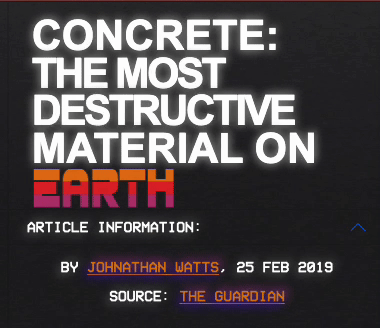 CONCRETE:
THE MOST
DESTRUCTIVE
MATERIAL ON
EARTH
ARTICLE INFORMATION:
BY JOHNATHAN WATTS, 25 FEB 2019
SOURCE: THE GUARDIAN